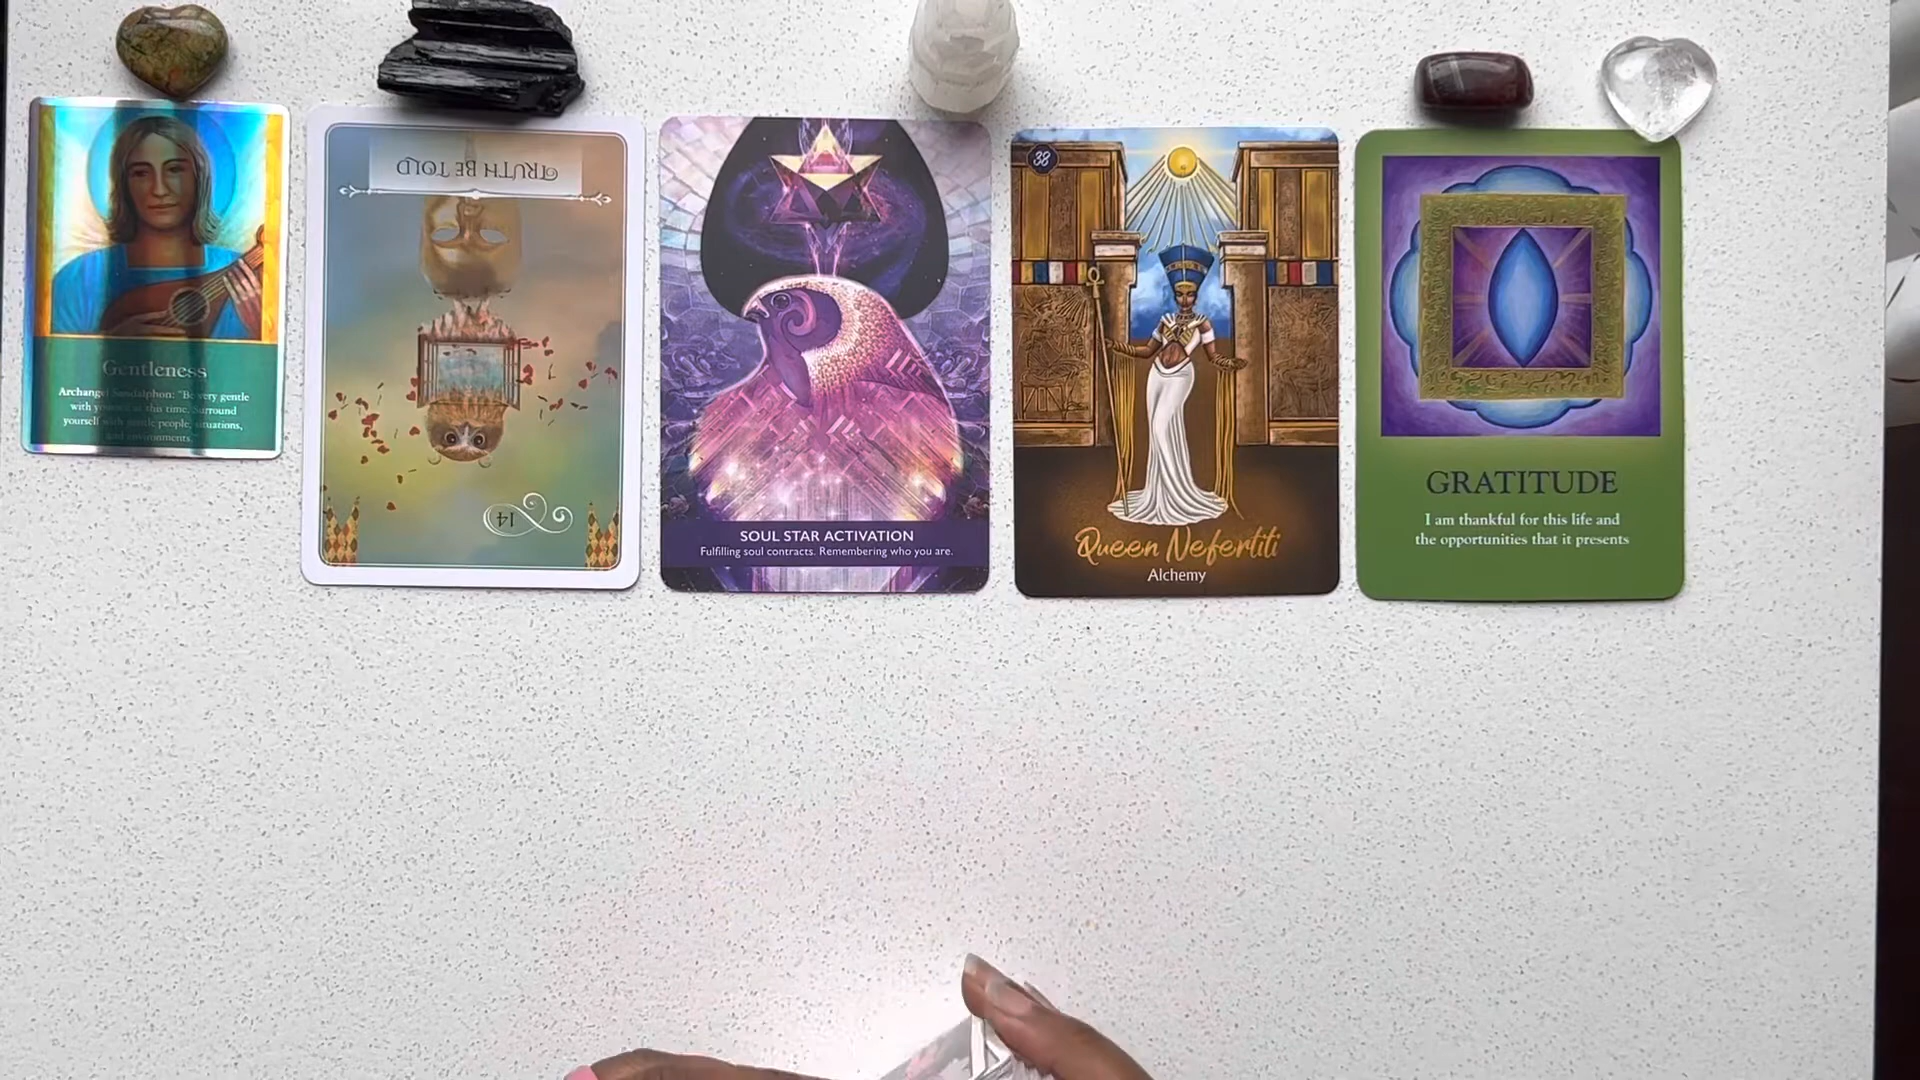 Gentleness
Archangel Sandalphon: "Be very gentle
with yourself at this time. Surround
yourself with gentle people, situations,
and environments."
TRUTH BE TOLD
14
SOUL STAR ACTIVATION
Fulfilling soul contracts. Remembering who you are.
38
Queen Nefertiti
Alchemy
GRATITUDE
I am thankful for this life and
the opportunities that it presents